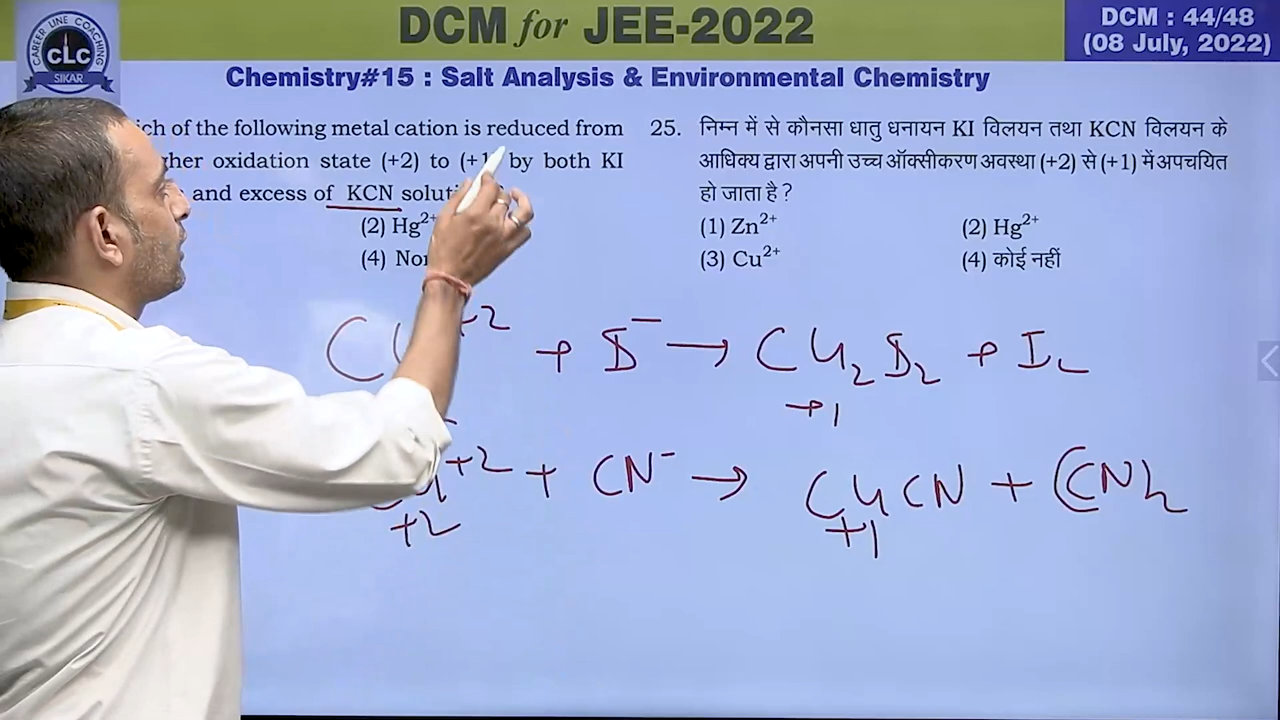 DCM for JEE-2022
DCM : 44/48
(08 July, 2022)
CAREER LINE COACHING
CLC
SIKAR
Chemistry#15 : Salt Analysis & Environmental Chemistry
of the following metal cation is reduced from
oxidation state (+2) to (+1) by both KI
and excess of KCN
(2) Hg2+
(4)
25. निम्न में से कौनसा धातु धनायन KI विलयन तथा KCN विलयन के
आधिक्य द्वारा अपनी उच्च ऑक्सीकरण अवस्था (+2) से (+1) में अपचयित
हो जाता है ?
(1) Zn2+ (2) Hg2+
(3) Cu2+ (4) कोई नहीं
Cu+2 + I− → Cu2I2 + I2
+1
Cu+2 + CN− → CuCN + (CN)2
+2 +1